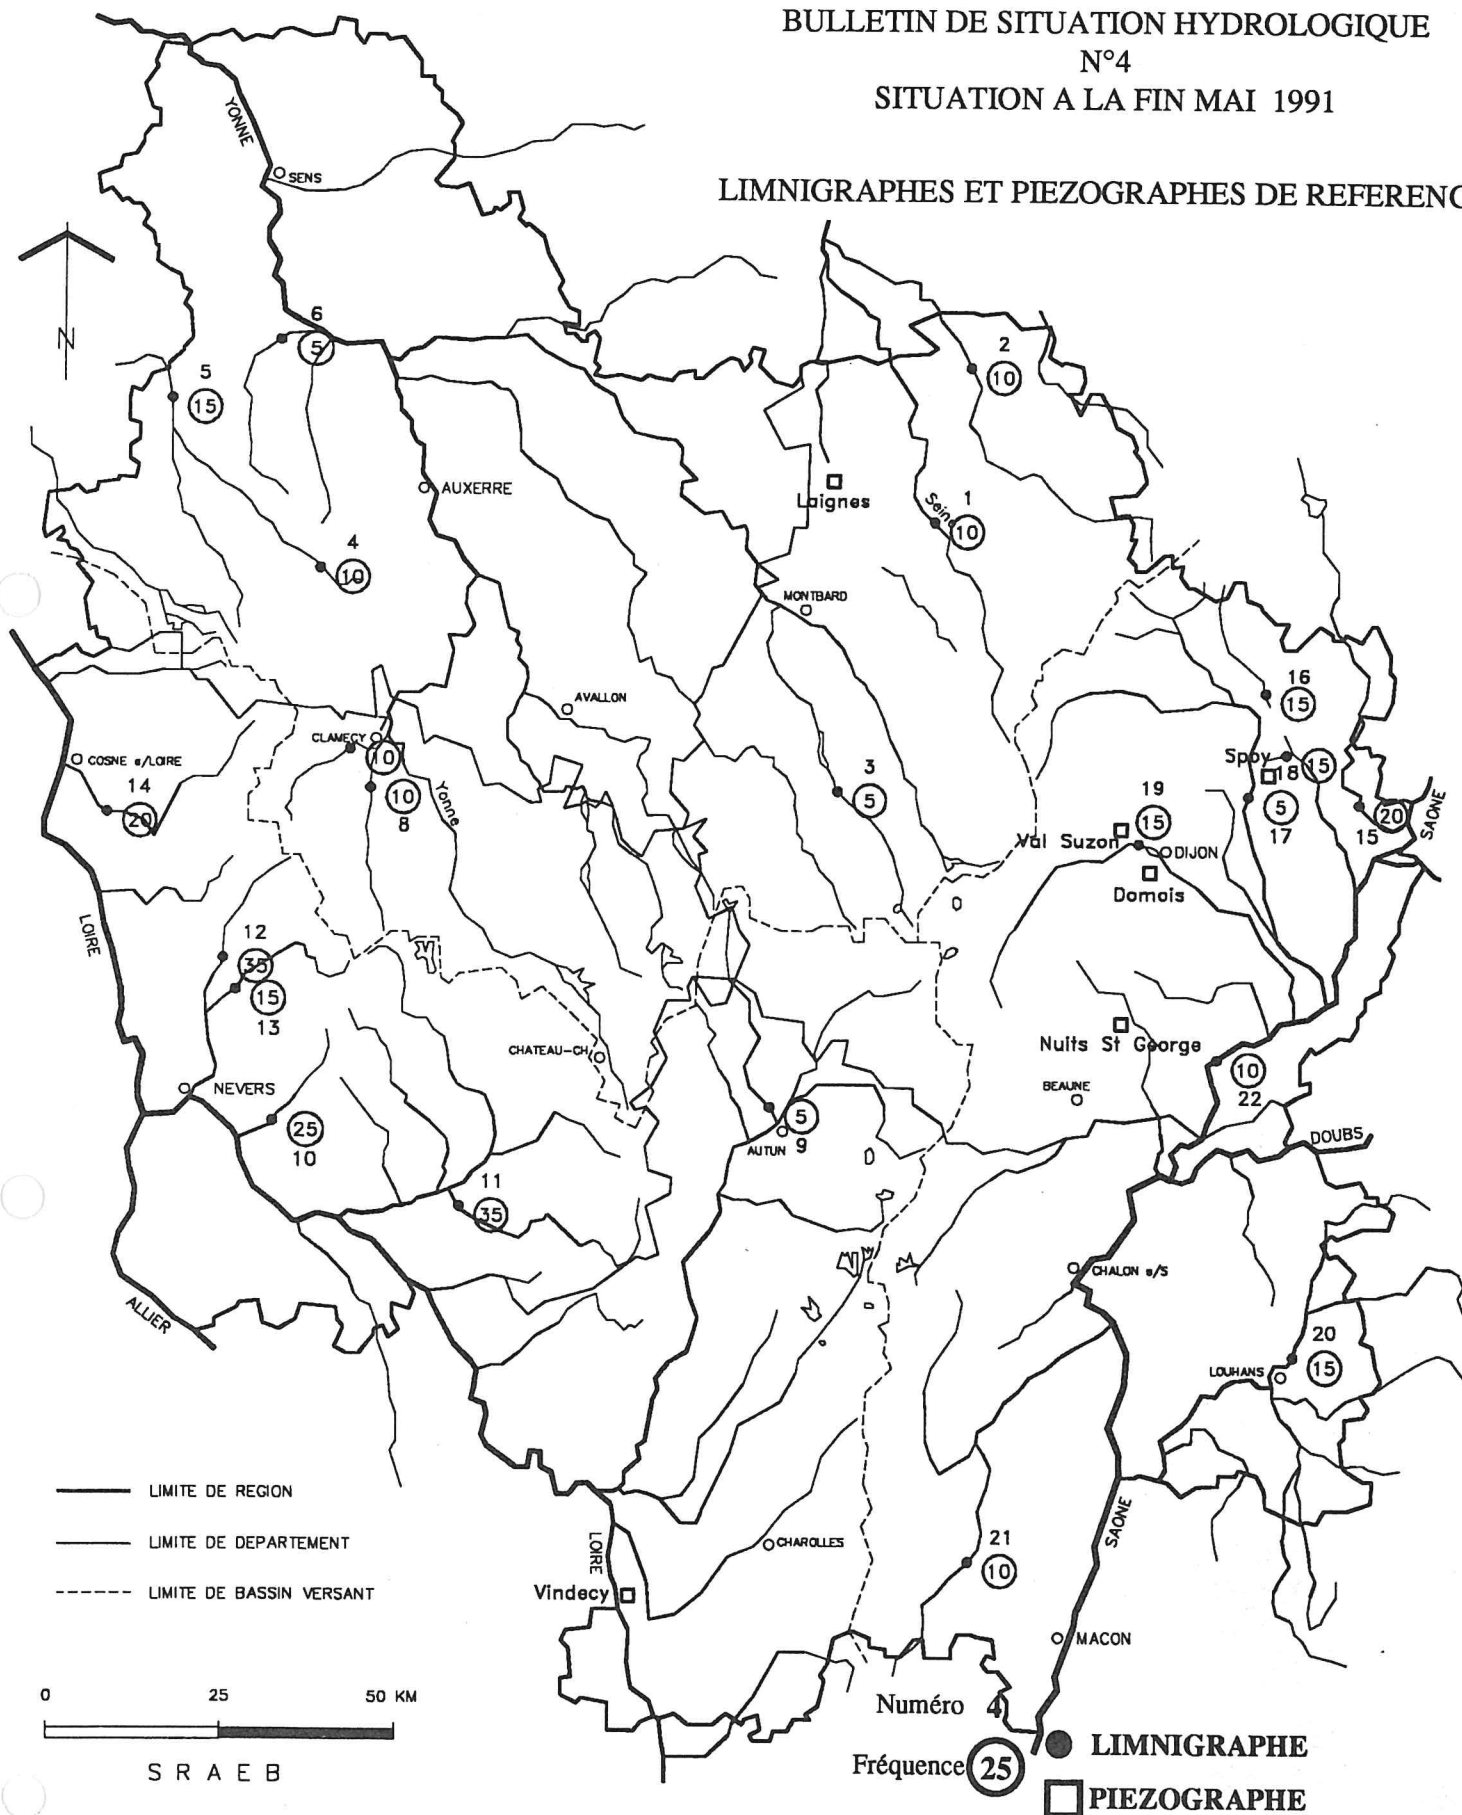 BULLETIN DE SITUATION HYDROLOGIQUE
N°4
SITUATION A LA FIN MAI 1991
LIMNIGRAPHES ET PIEZOGRAPHES DE REFERENC
YONNE
SENS
N
6
5
5
15
2
10
AUXERRE
Laignes
Seine
1
10
4
10
MONTBARD
AVALLON
16
15
CLAMECY
10
COSNE s/LOIRE
14
20
10
8
Yonne
3
5
Spoy
18
15
5
17
19
15
Val Suzon
DIJON
Domois
20
15
SAONE
LOIRE
12
35
15
13
CHATEAU-CH
Nuits St George
BEAUNE
10
22
NEVERS
25
10
5
9
AUTUN
DOUBS
11
35
ALLIER
CHALON s/S
20
15
LOUHANS
LIMITE DE REGION
LIMITE DE DEPARTEMENT
LIMITE DE BASSIN VERSANT
LOIRE
CHAROLLES
Vindecy
SAONE
21
10
MACON
0 25 50 KM
S R A E B
Numéro 4
Fréquence 25
LIMNIGRAPHE
PIEZOGRAPHE